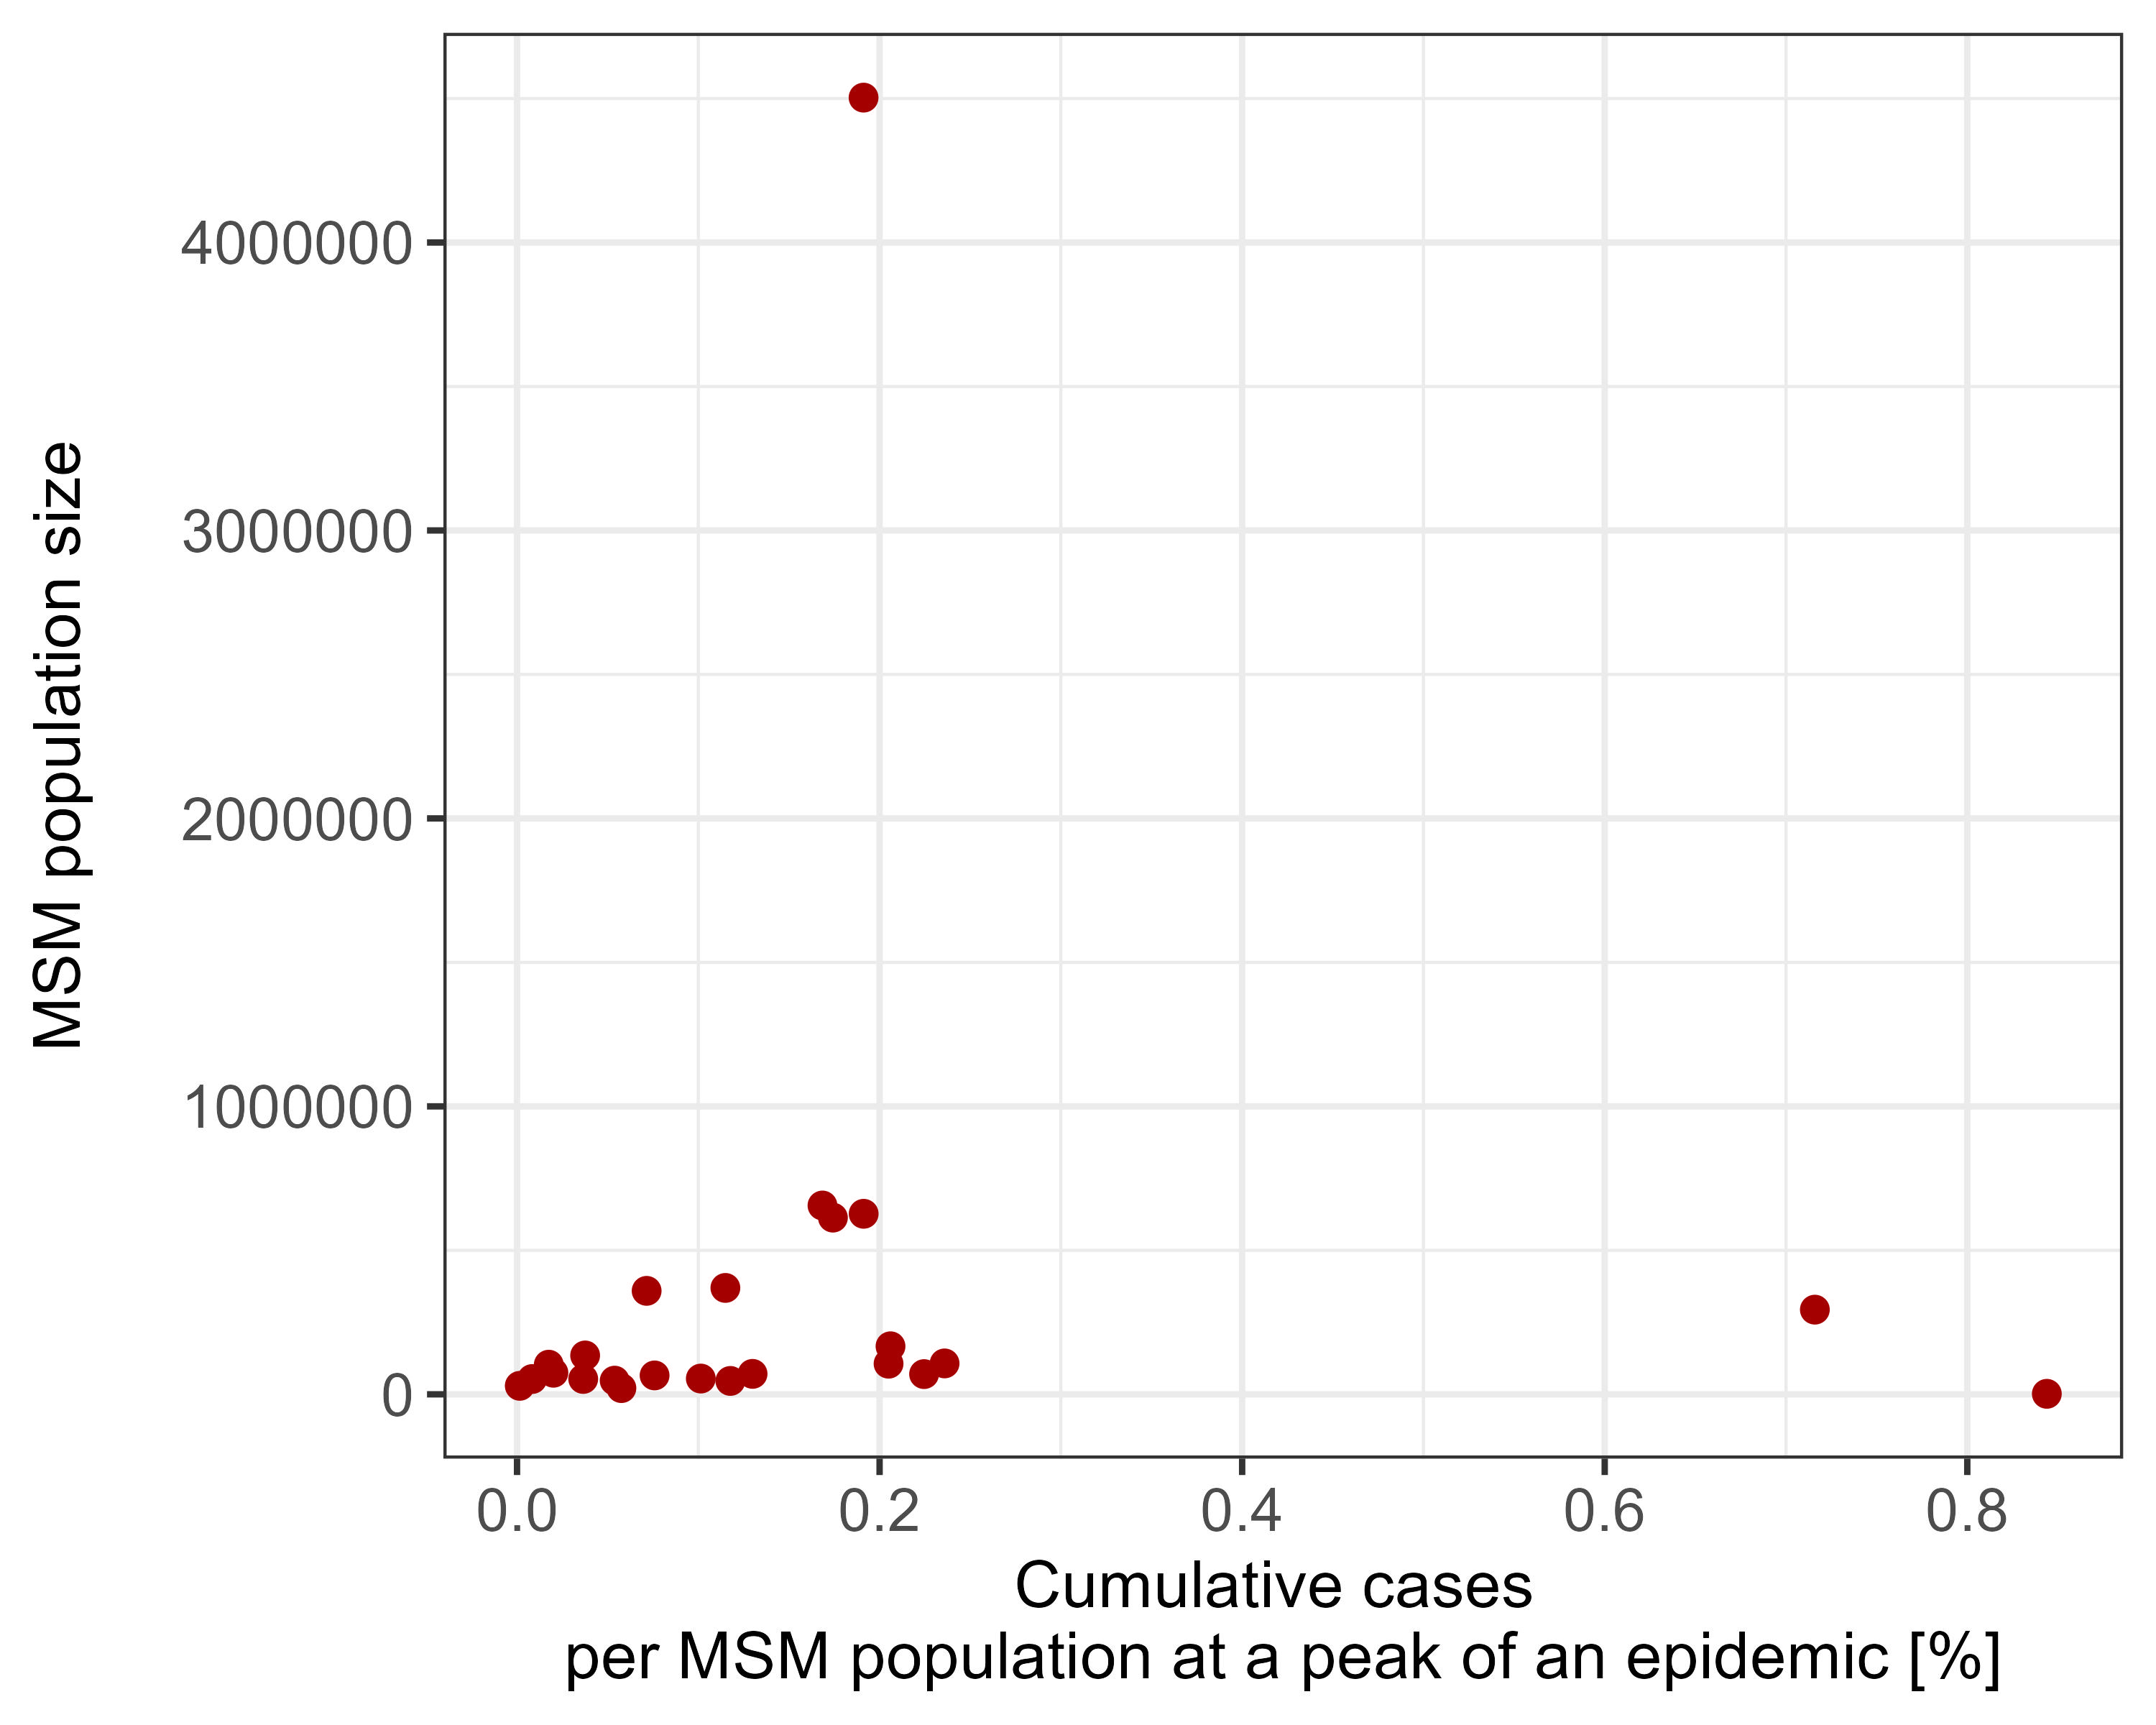 MSM population size
4000000
3000000
2000000
1000000
0
0.0 0.2 0.4 0.6 0.8
Cumulative cases
per MSM population at a peak of an epidemic [%]